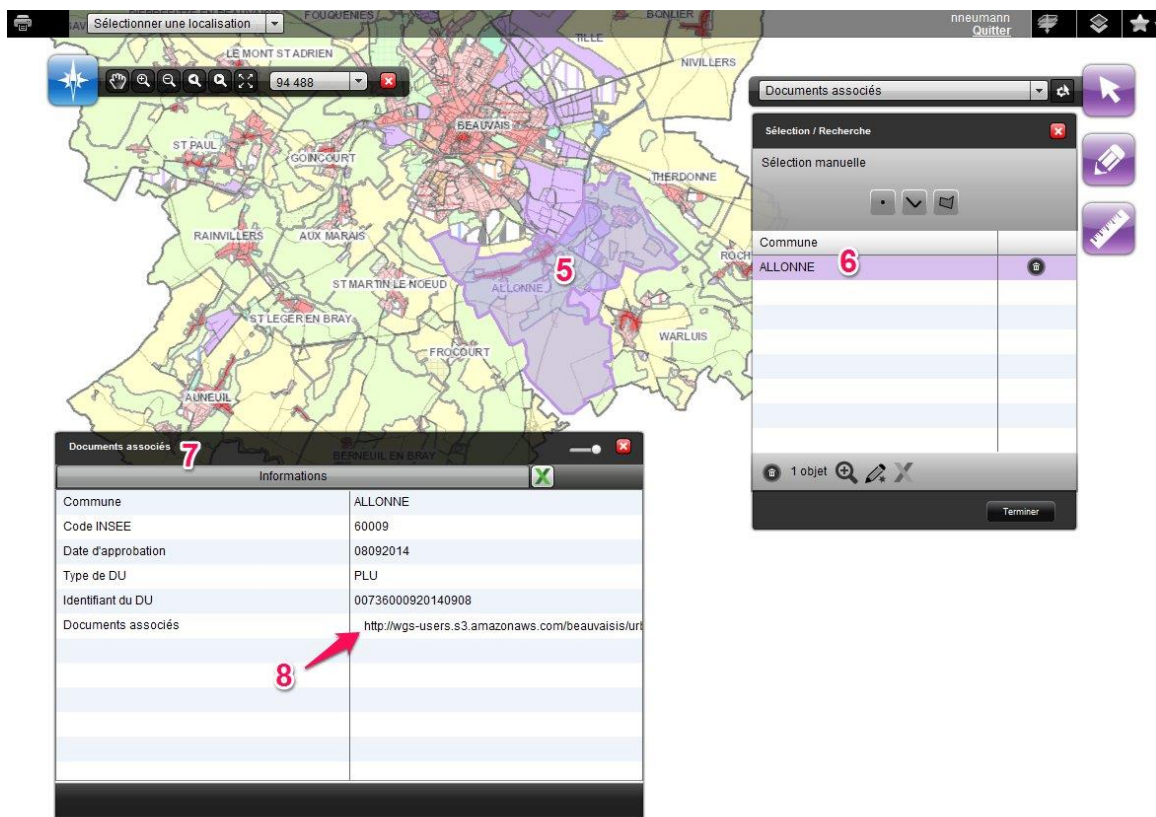 Sélectionner une localisation
FOUQUENIES
TILLE
BONLIER
nneumann
Quitter
LE MONT ST ADRIEN
NIVILLERS
94 488
Documents associés
BEAUVAIS
Sélection / Recherche
ST PAUL
GOINCOURT
Sélection manuelle
THERDONNE
RAINVILLERS
AUX MARAIS
Commune
ROCH
5
ALLONNE
6
ST MARTIN LE NOEUD
ALLONNE
ST LEGER EN BRAY
WARLUIS
FROCOURT
AUNEUIL
Documents associés
7
BERNEUIL EN BRAY
1 objet
Informations
Commune ALLONNE
Terminer
Code INSEE 60009
Date d'approbation 08092014
Type de DU PLU
Identifiant du DU 00736000920140908
Documents associés http://wgs-users.s3.amazonaws.com/beauvaisis/url
8